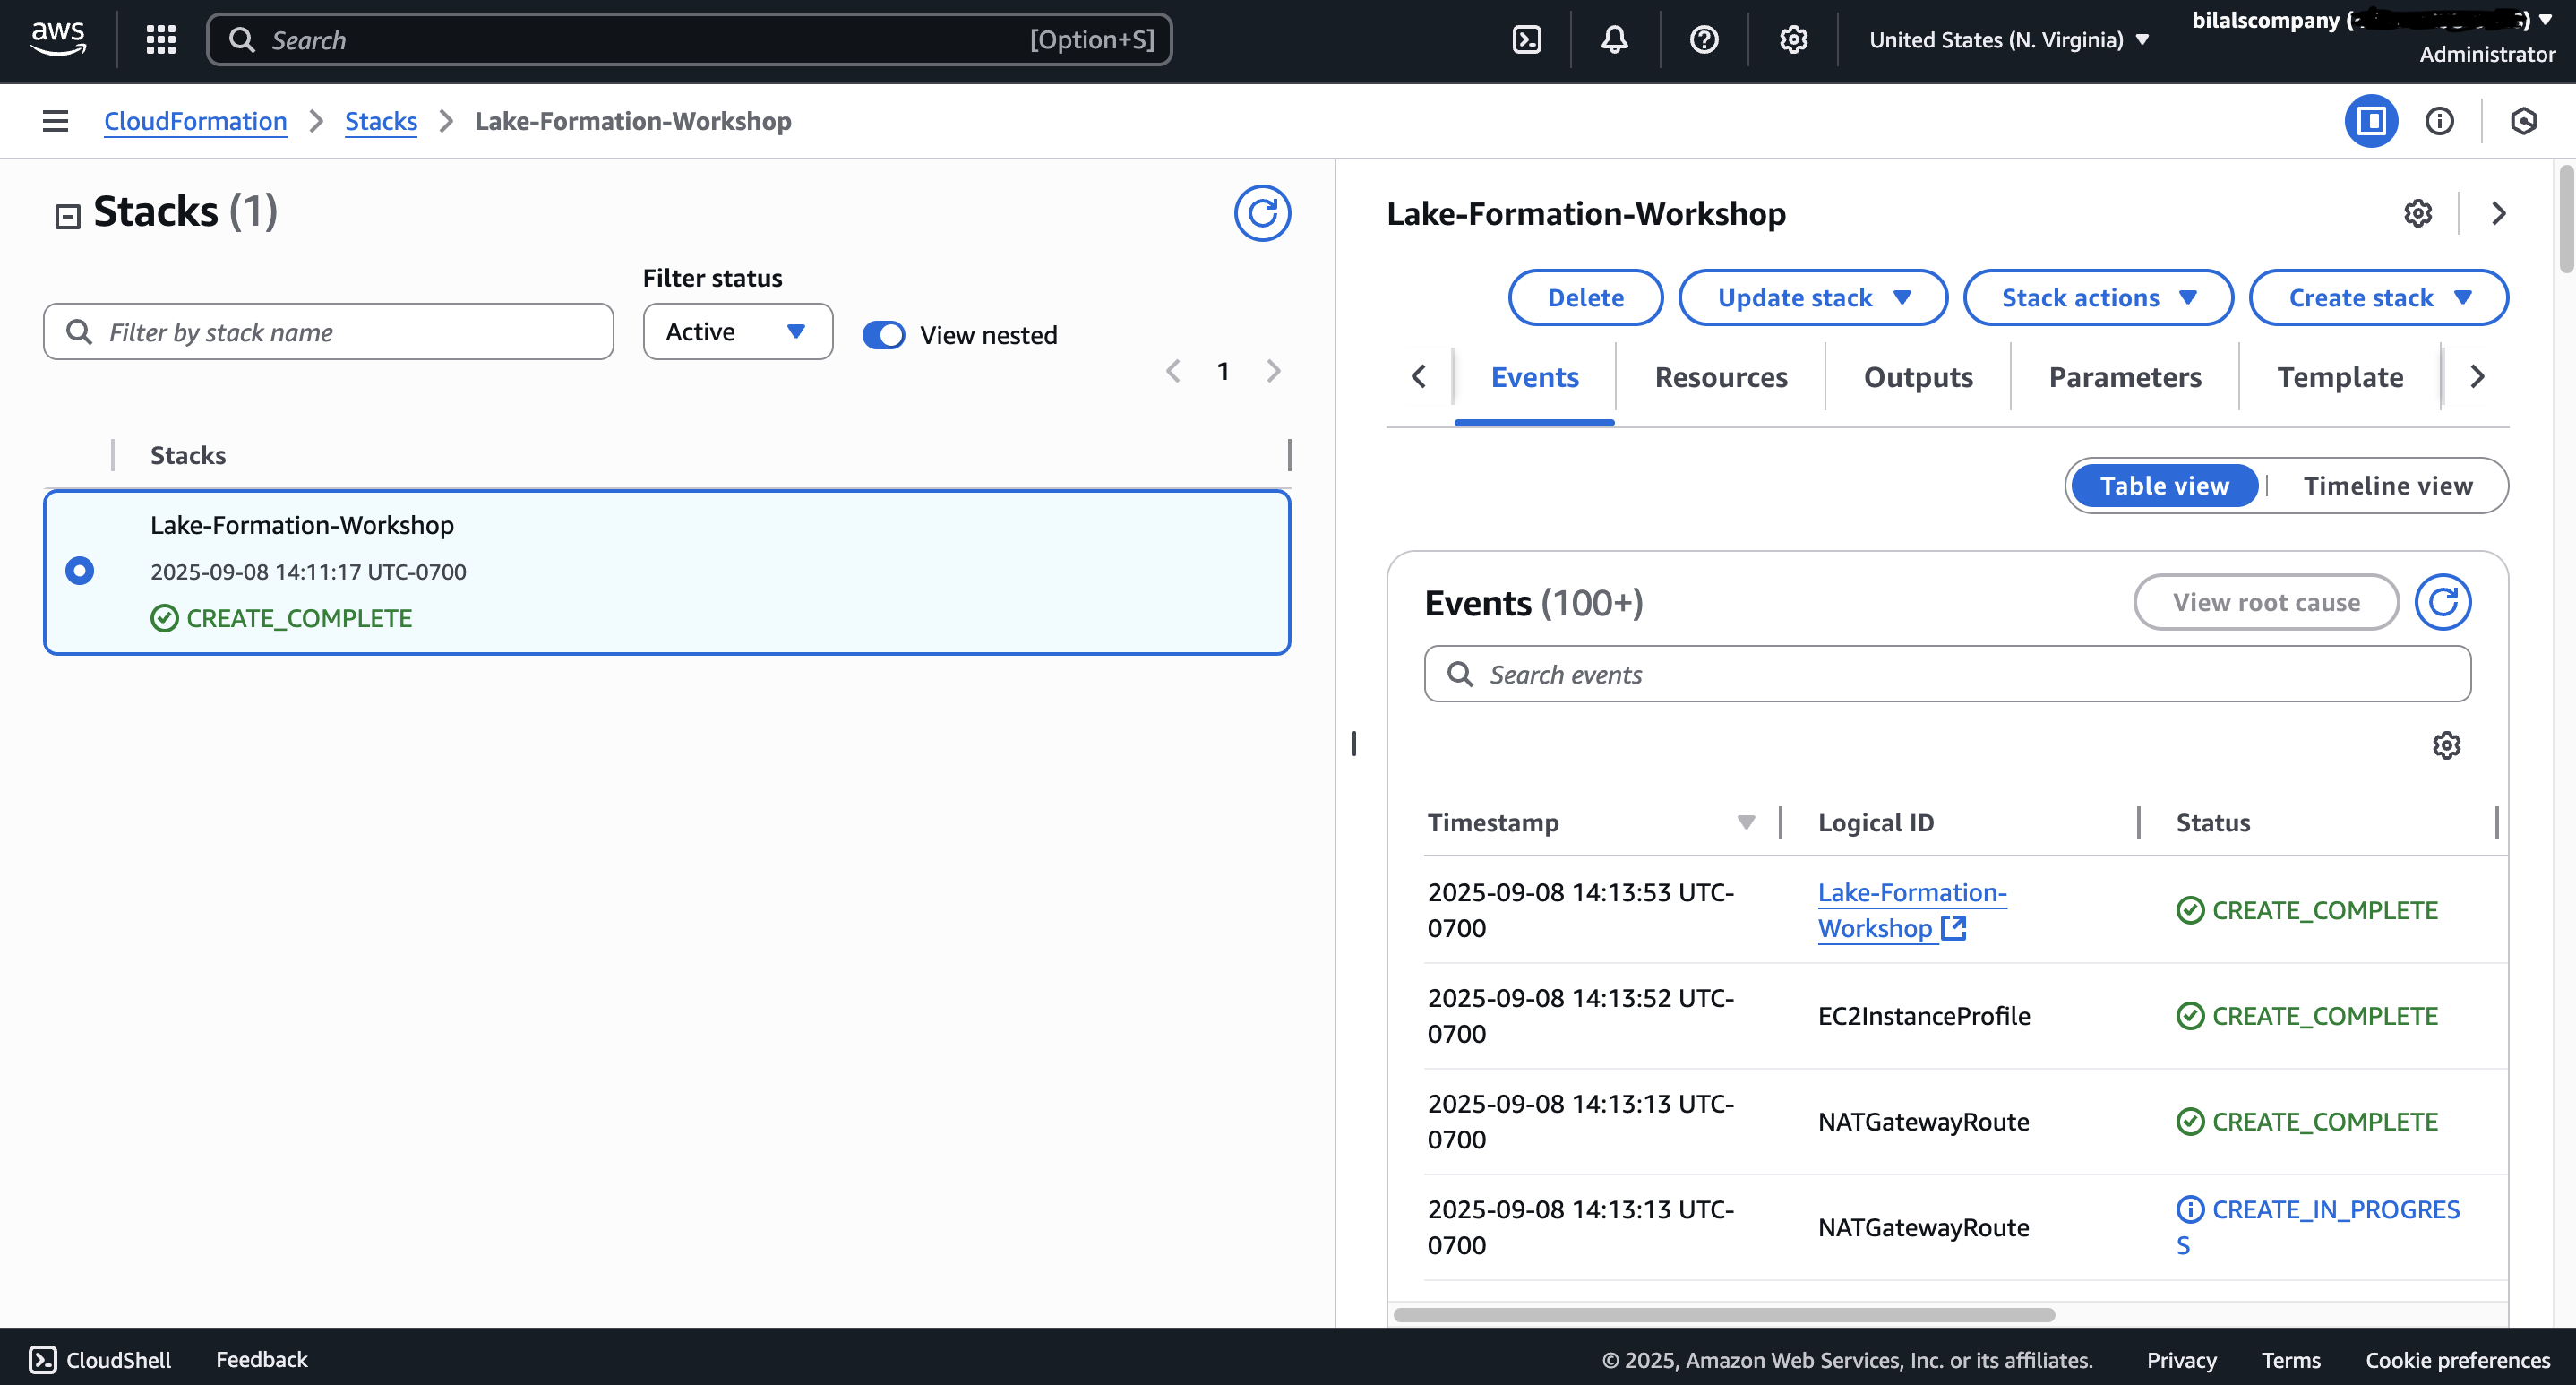 aws
Search [Option+S]
United States (N. Virginia)
bilalscompany (
)
Administrator
CloudFormation
Stacks
Lake-Formation-Workshop
Stacks (1)
Filter status
Filter by stack name
Active
View nested
1
Stacks
Lake-Formation-Workshop
2025-09-08 14:11:17 UTC-0700
CREATE_COMPLETE
Lake-Formation-Workshop
Delete
Update stack
Stack actions
Create stack
Events
Resources
Outputs
Parameters
Template
Table view
Timeline view
Events (100+)
View root cause
Search events
Timestamp
Logical ID
Status
2025-09-08 14:13:53 UTC-
0700
Lake-Formation-
Workshop
CREATE_COMPLETE
2025-09-08 14:13:52 UTC-
0700
EC2InstanceProfile
CREATE_COMPLETE
2025-09-08 14:13:13 UTC-
0700
NATGatewayRoute
CREATE_COMPLETE
2025-09-08 14:13:13 UTC-
0700
NATGatewayRoute
CREATE_IN_PROGRES
S
CloudShell
Feedback
© 2025, Amazon Web Services, Inc. or its affiliates.
Privacy
Terms
Cookie preferences